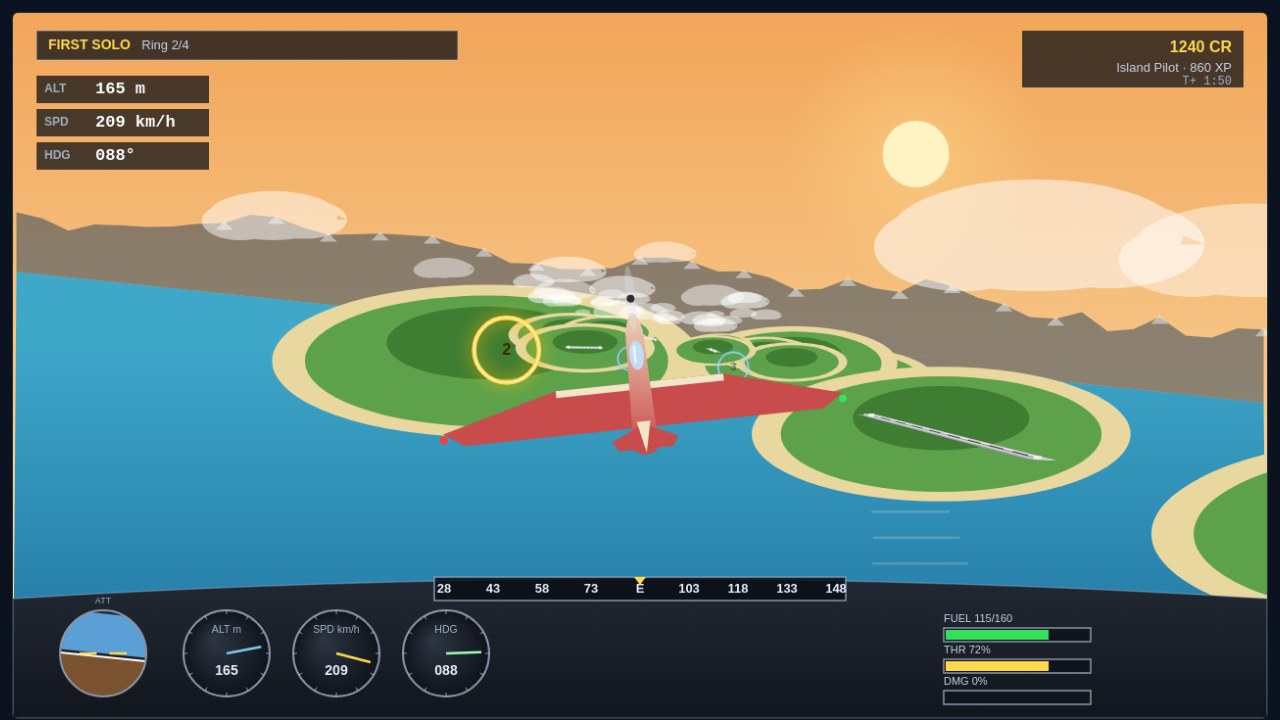 FIRST SOLO Ring 2/4
1240 CR
Island Pilot · 860 XP
T+ 1:50
ALT 165 m
SPD 209 km/h
HDG 088°
2
3
28 43 58 73 E 103 118 133 148
ATT
ALT m
165
SPD km/h
209
HDG
088
FUEL 115/160
THR 72%
DMG 0%